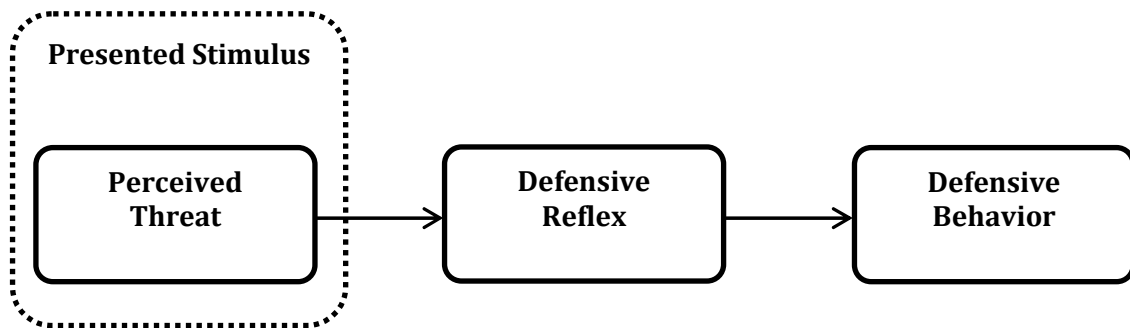 Presented Stimulus
Perceived
Threat
Defensive
Reflex
Defensive
Behavior